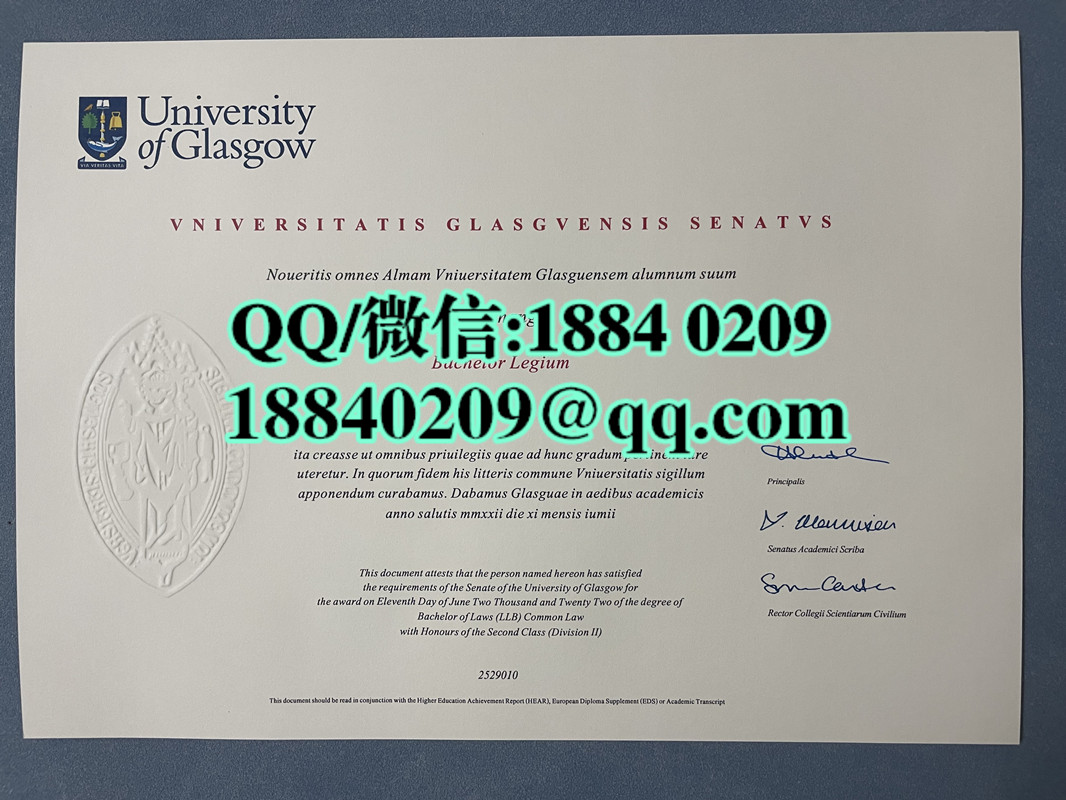 University
of Glasgow
VIA VERITAS VITA
VNIVERSITATIS GLASGVENSIS SENATVS
Noueritis omnes Almam Vniuersitatem Glasguensem alumnum suum
QQ/微信:1884 0209
Bachelor Legium
18840209@qq.com
ita creasse ut omnibus priuilegiis quae ad hunc gradum
uteretur. In quorum fidem his litteris commune Vniuersitatis sigillum
apponendum curabamus. Dabamus Glasguae in aedibus academicis
anno salutis mmxxii die xi mensis iumii
Principalis
Senatus Academici Scriba
Rector Collegii Scientiarum Civilium
This document attests that the person named hereon has satisfied
the requirements of the Senate of the University of Glasgow for
the award on Eleventh Day of June Two Thousand and Twenty Two of the degree of
Bachelor of Laws (LLB) Common Law
with Honours of the Second Class (Division II)
2529010
This document should be read in conjunction with the Higher Education Achievement Report (HEAR), European Diploma Supplement (EDS) or Academic Transcript